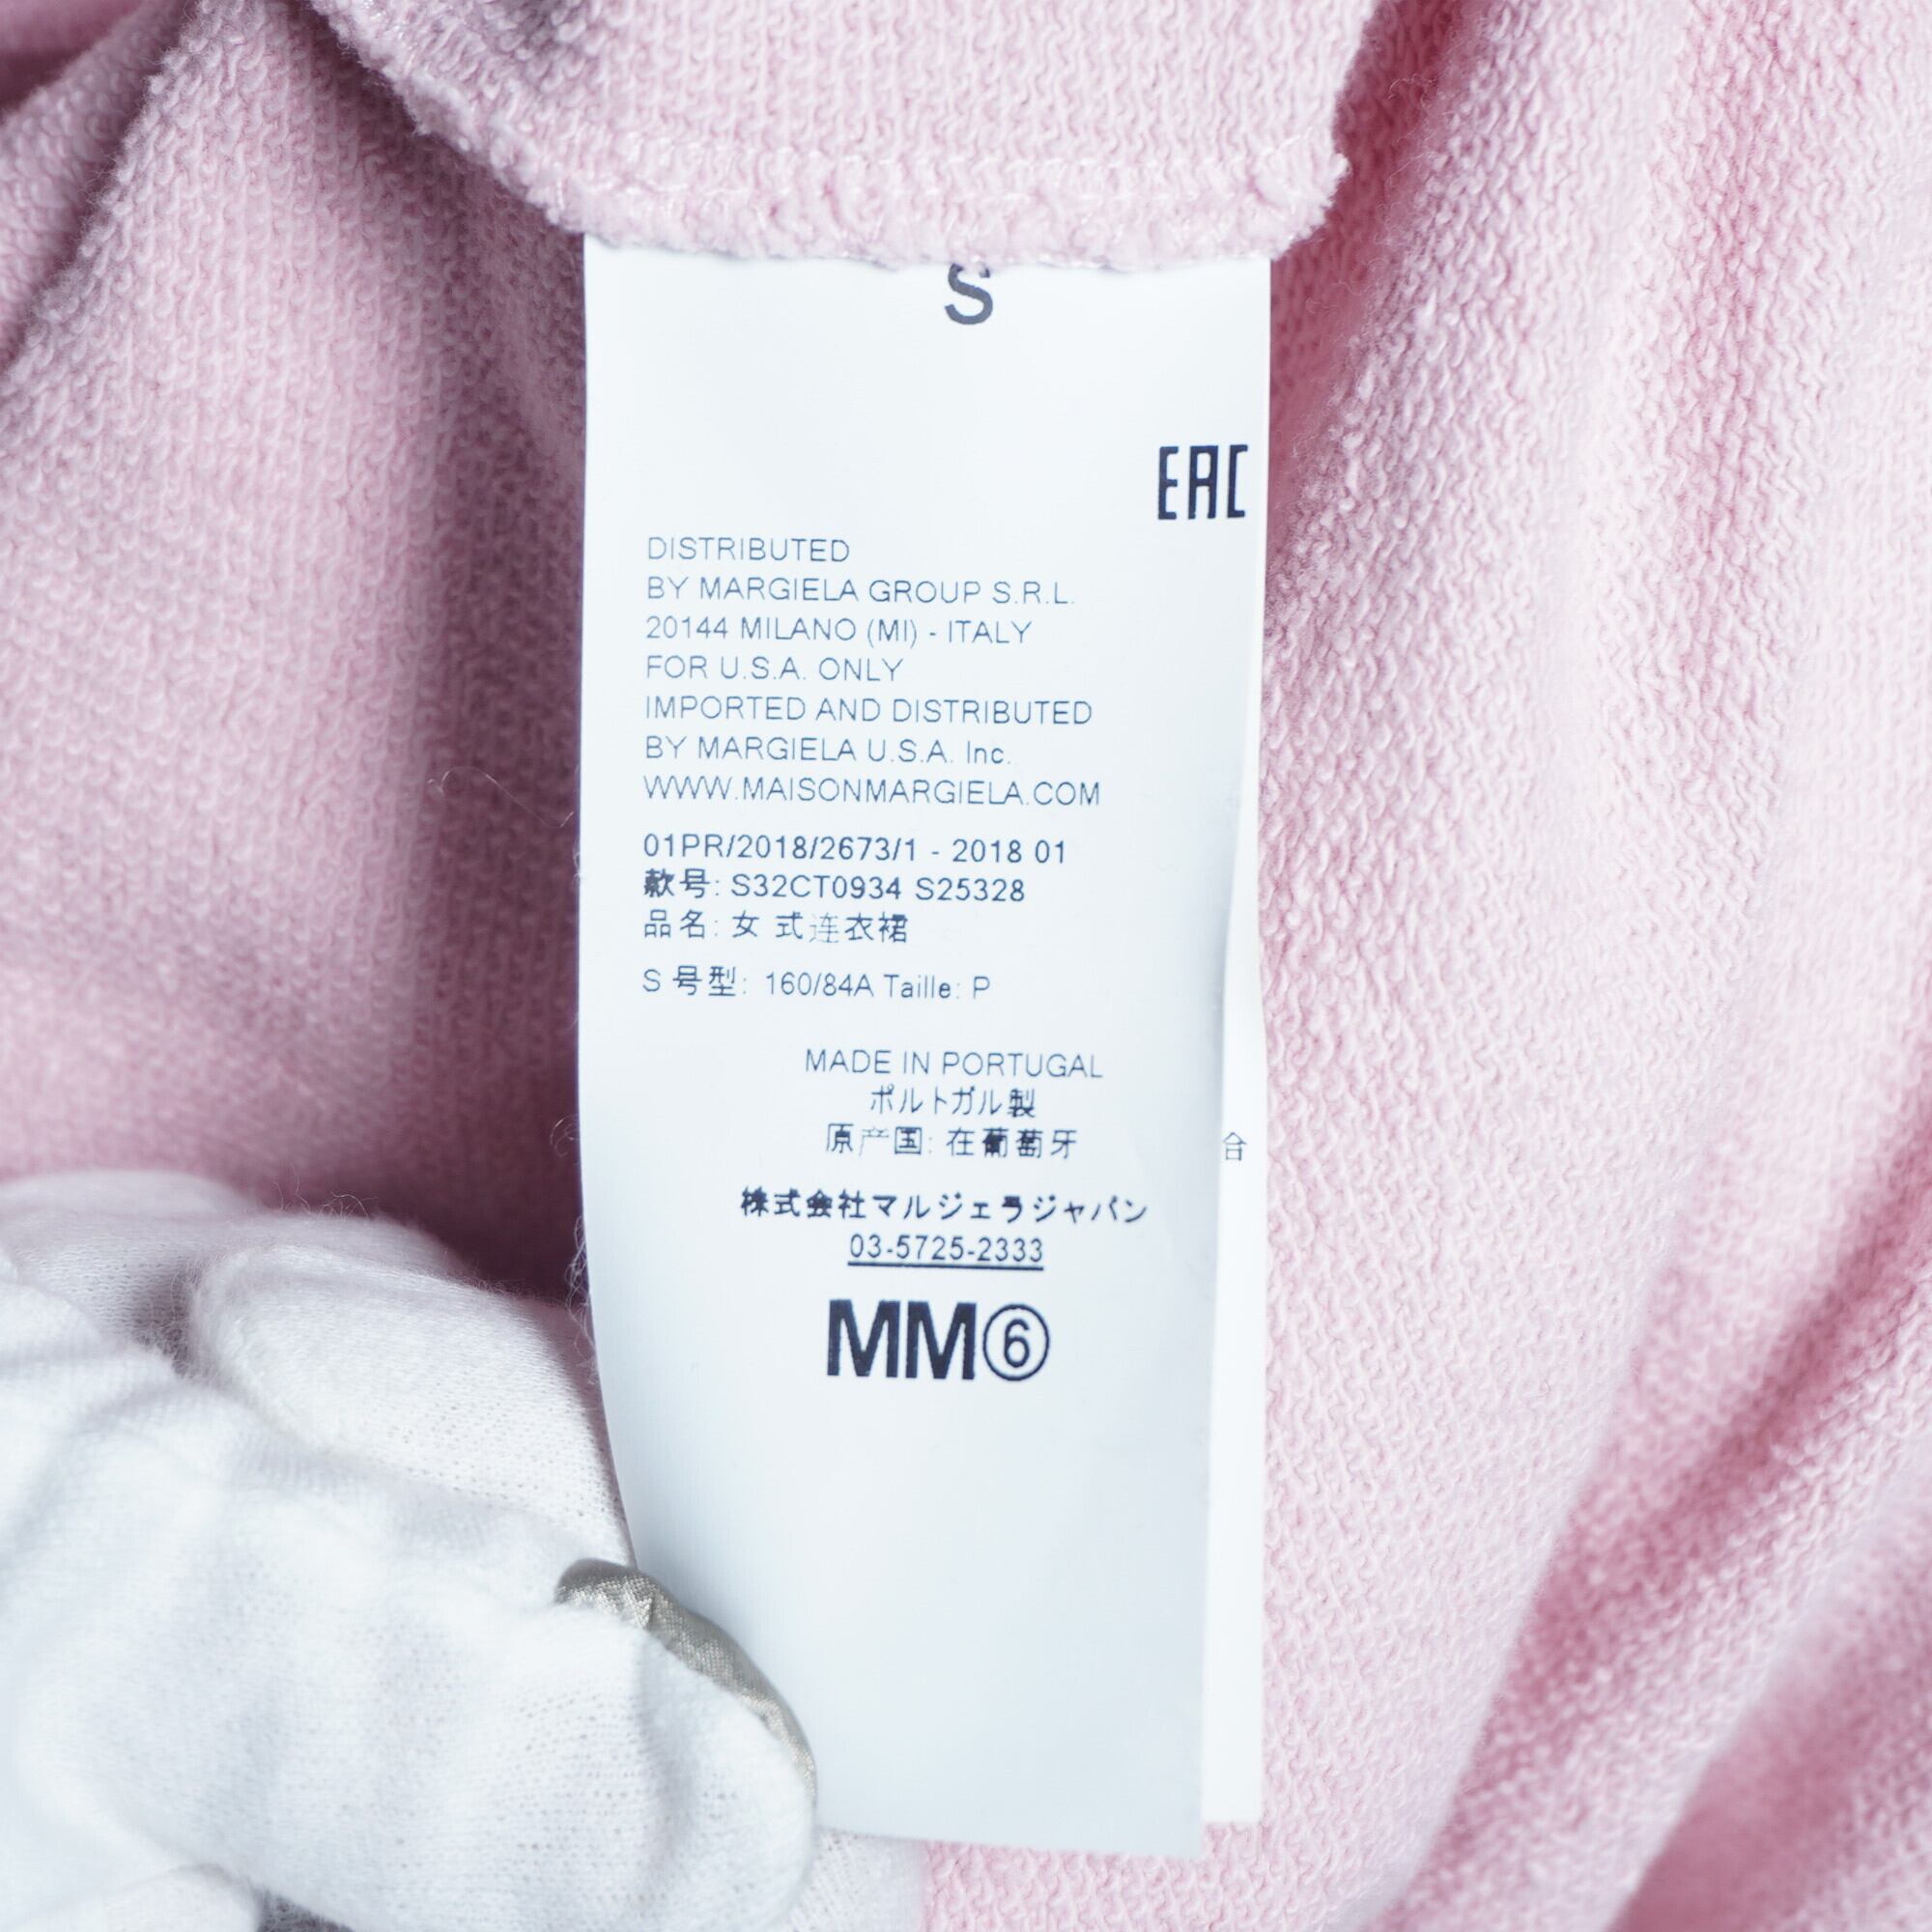 S
EAC
DISTRIBUTED
BY MARGIELA GROUP S.R.L.
20144 MILANO (MI) - ITALY
FOR U.S.A. ONLY
IMPORTED AND DISTRIBUTED
BY MARGIELA U.S.A. Inc.
WWW.MAISONMARGIELA.COM
01PR/2018/2673/1 - 2018 01
款号: S32CT0934 S25328
品名: 女 式连衣裙
S 号型: 160/84A Taille: P
MADE IN PORTUGAL
ポルトガル製
原产国: 在葡萄牙
合
株式会社マルジェラジャパン
03-5725-2333
MM⑥